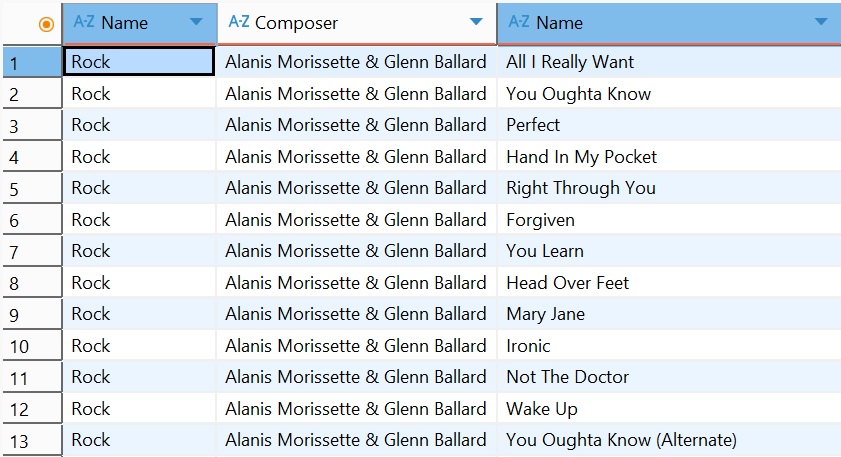 A-Z Name A-Z Composer A-Z Name
1 Rock Alanis Morissette & Glenn Ballard All I Really Want
2 Rock Alanis Morissette & Glenn Ballard You Oughta Know
3 Rock Alanis Morissette & Glenn Ballard Perfect
4 Rock Alanis Morissette & Glenn Ballard Hand In My Pocket
5 Rock Alanis Morissette & Glenn Ballard Right Through You
6 Rock Alanis Morissette & Glenn Ballard Forgiven
7 Rock Alanis Morissette & Glenn Ballard You Learn
8 Rock Alanis Morissette & Glenn Ballard Head Over Feet
9 Rock Alanis Morissette & Glenn Ballard Mary Jane
10 Rock Alanis Morissette & Glenn Ballard Ironic
11 Rock Alanis Morissette & Glenn Ballard Not The Doctor
12 Rock Alanis Morissette & Glenn Ballard Wake Up
13 Rock Alanis Morissette & Glenn Ballard You Oughta Know (Alternate)